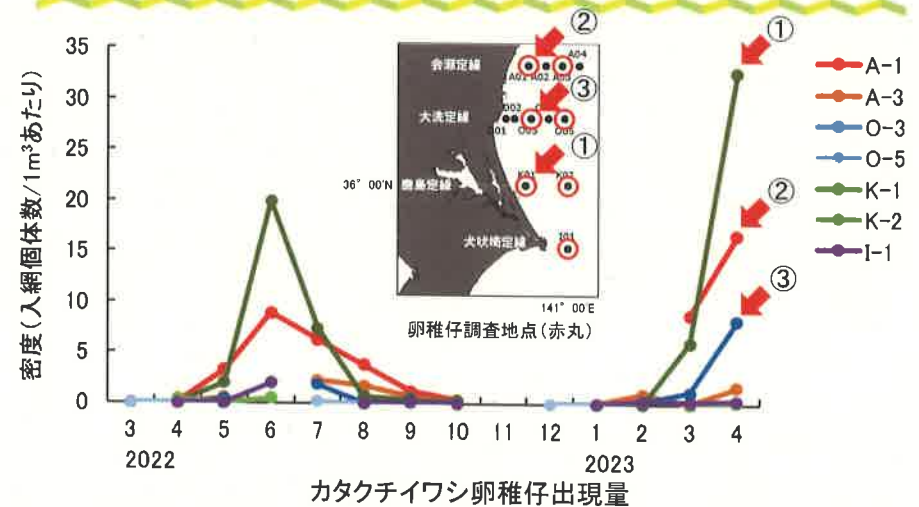 密度(入網個体数/1m³あたり)
35
30
25
20
15
10
5
0
3 4 5 6 7 8 9 10 11 12 1 2 3 4
2022 2023
カタクチイワシ卵稚仔出現量
①
②
③
A-1
A-3
O-3
O-5
K-1
K-2
I-1
②
会瀬定線
A04
A01 A02 A03
③
大洗定線
O02
O01 O03 O05
①
36° 00'N
鹿島定線
K01
犬吠埼定線
I01
141° 00'E
卵稚仔調査地点(赤丸)